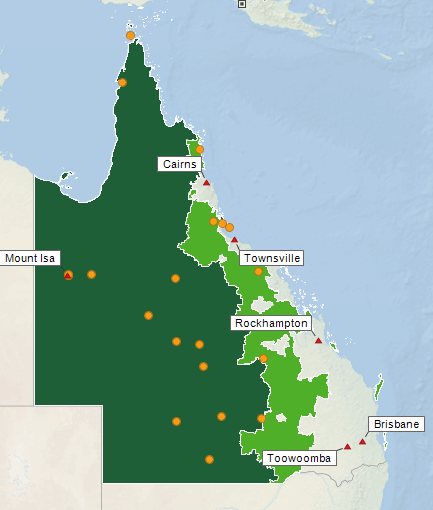 Cairns
Mount Isa
Townsville
Rockhampton
Brisbane
Toowoomba